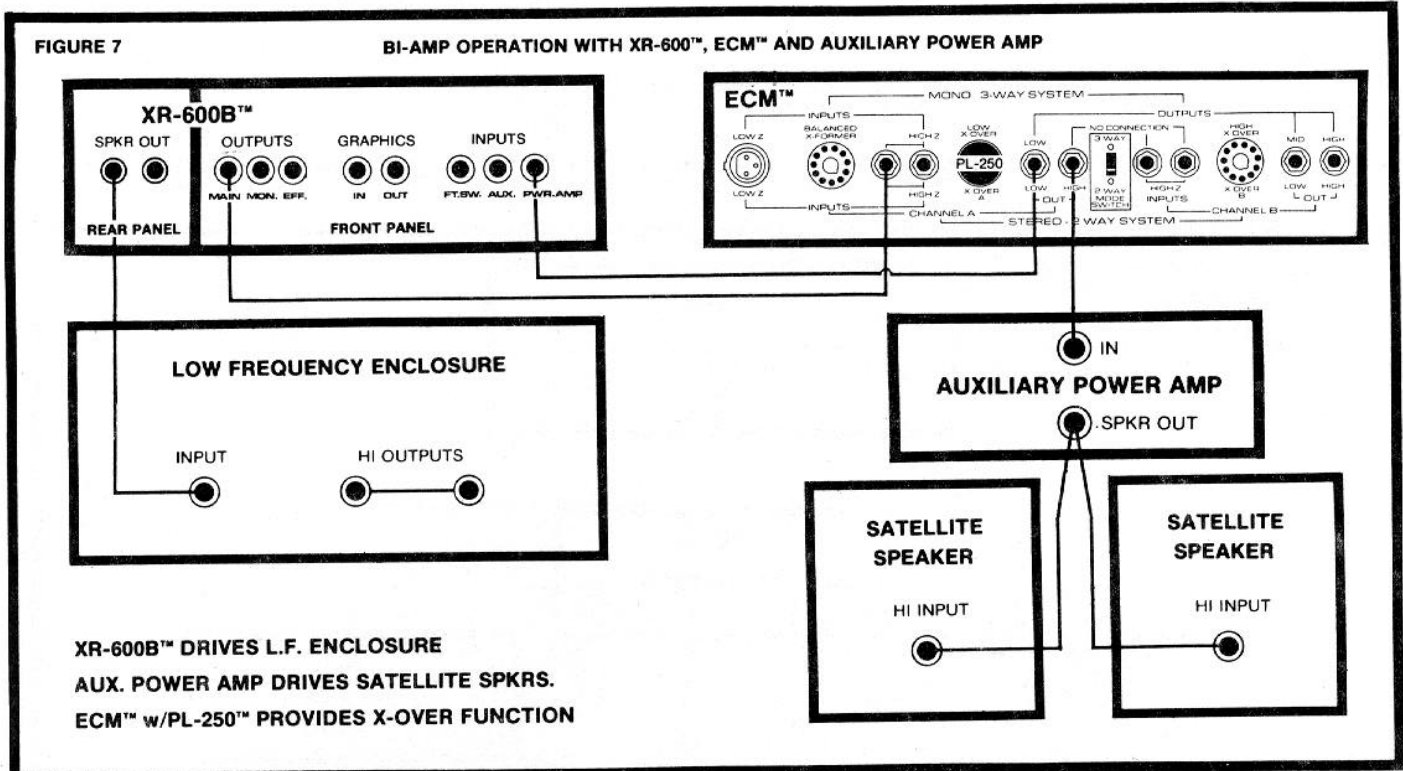 FIGURE 7
BI-AMP OPERATION WITH XR-600™, ECM™ AND AUXILIARY POWER AMP
XR-600B™
SPKR OUT
OUTPUTS
GRAPHICS
INPUTS
MAIN MON. EFF.
IN OUT
FT.SW. AUX. PWR.AMP
REAR PANEL
FRONT PANEL
ECM™
MONO 3-WAY SYSTEM
INPUTS
OUTPUTS
LOW Z
BALANCED
X-FORMER
HIGH Z
LOW
X OVER
LOW
NO CONNECTION
3 WAY
HIGH
X OVER
MID
HIGH
PL-250
LOW Z
HIGH Z
X OVER
A
LOW
HIGH
OUT
2 WAY
MODE
SWITCH
HIGH Z
INPUTS
X OVER
B
LOW
HIGH
OUT
INPUTS
CHANNEL A
CHANNEL B
STEREO - 2 WAY SYSTEM
LOW FREQUENCY ENCLOSURE
INPUT
HI OUTPUTS
IN
AUXILIARY POWER AMP
SPKR OUT
SATELLITE
SPEAKER
HI INPUT
SATELLITE
SPEAKER
HI INPUT
XR-600B™ DRIVES L.F. ENCLOSURE
AUX. POWER AMP DRIVES SATELLITE SPKRS.
ECM™ w/PL-250™ PROVIDES X-OVER FUNCTION